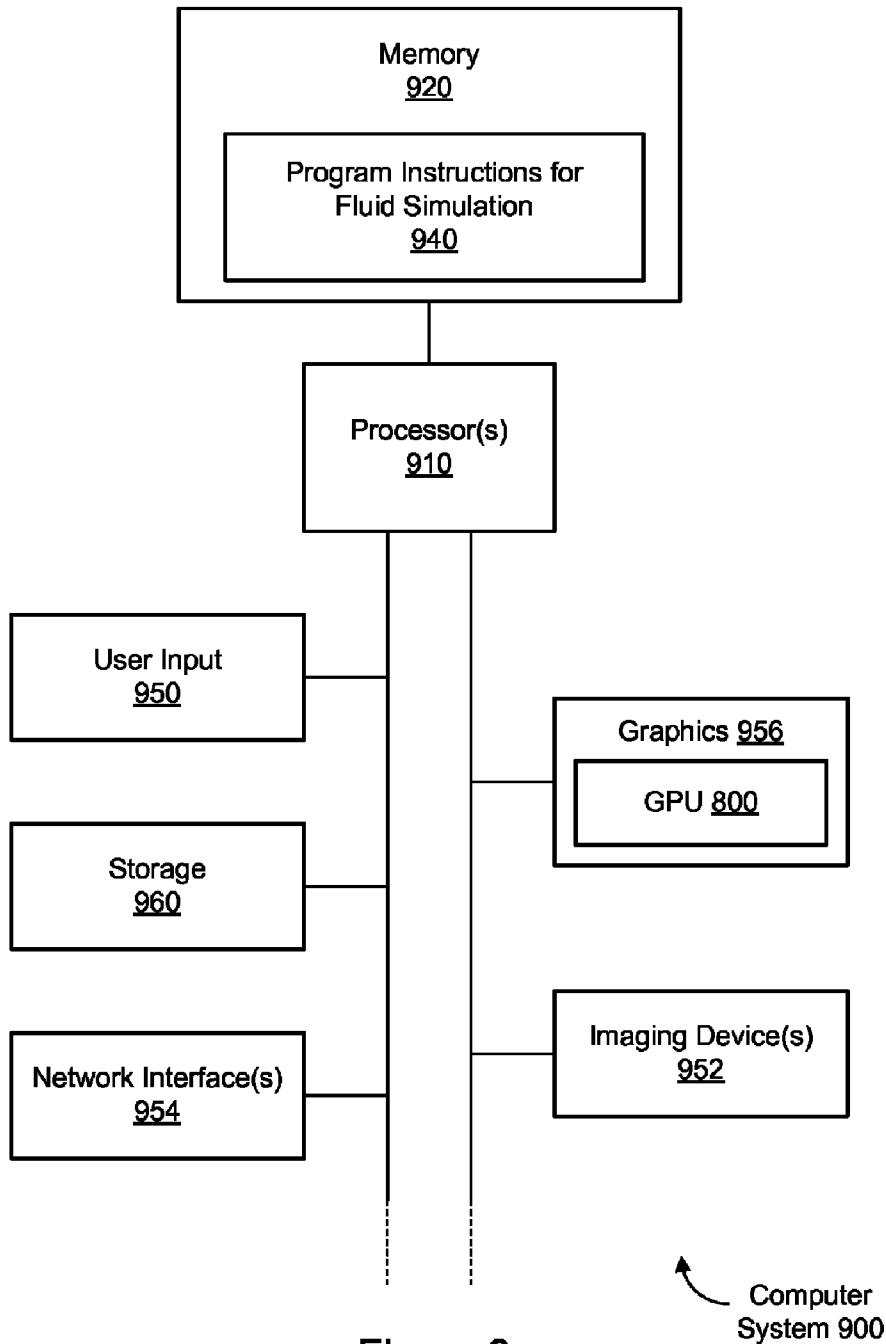 Memory
920
Program Instructions for
Fluid Simulation
940
Processor(s)
910
User Input
950
Graphics 956
GPU 800
Storage
960
Imaging Device(s)
952
Network Interface(s)
954
Computer
System 900